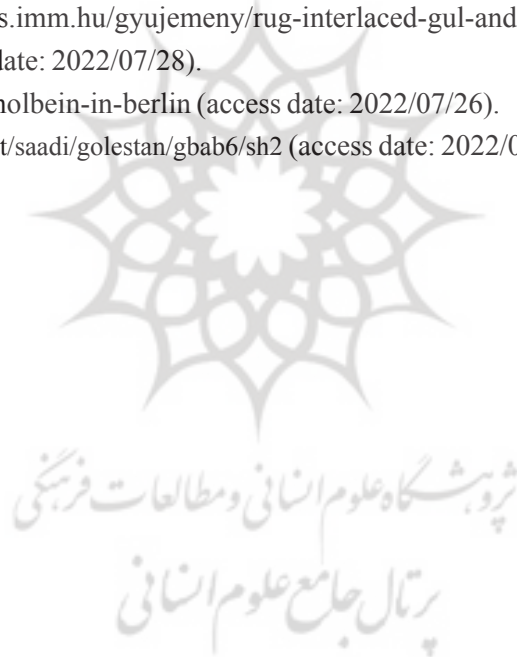 s.imm.hu/gyujemeny/rug-interlaced-gul-and
late: 2022/07/28).
nolbein-in-berlin (access date: 2022/07/26).
t/saadi/golestan/gbab6/sh2 (access date: 2022/0
پژوهشگاه علوم انسانی و مطالعات فرهنگی
پرتال جامع علوم انسانی